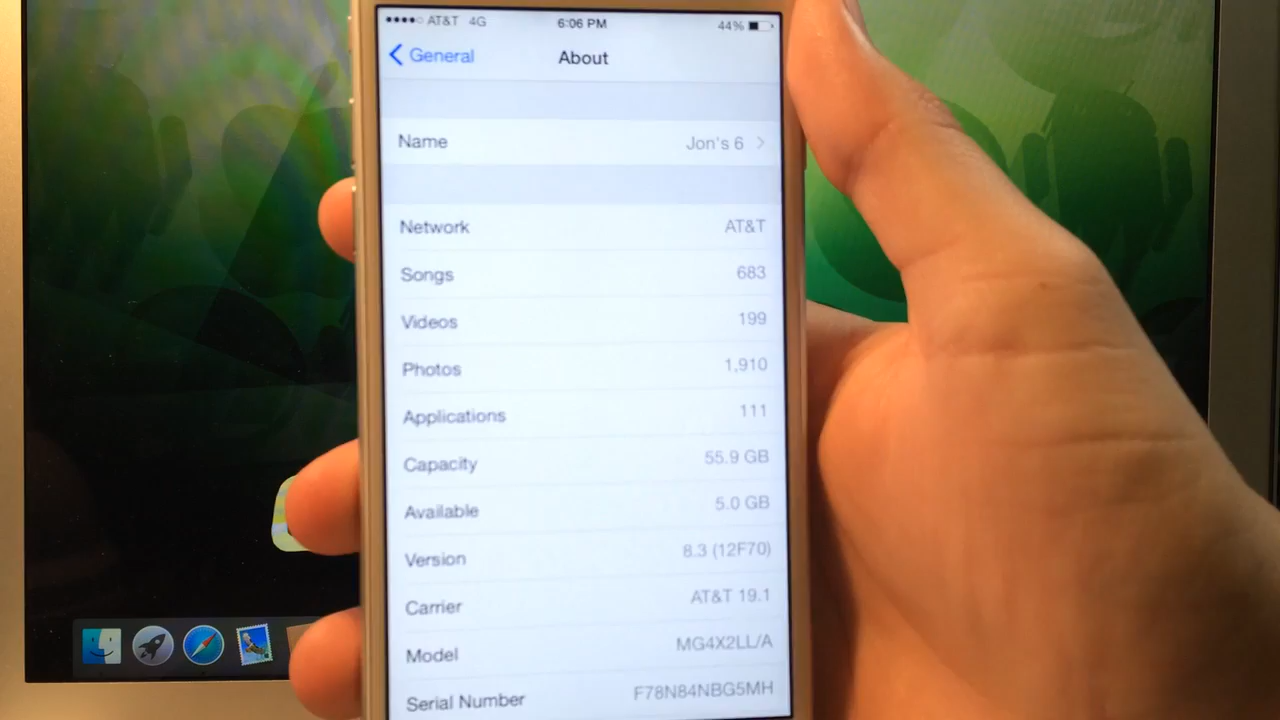 AT&T 4G 6:06 PM 44%
General About
Name Jon's 6
Network AT&T
Songs 683
Videos 199
Photos 1,910
Applications 111
Capacity 55.9 GB
Available 5.0 GB
Version 8.3 (12F70)
Carrier AT&T 19.1
Model MG4X2LL/A
Serial Number F78N84NBG5MH